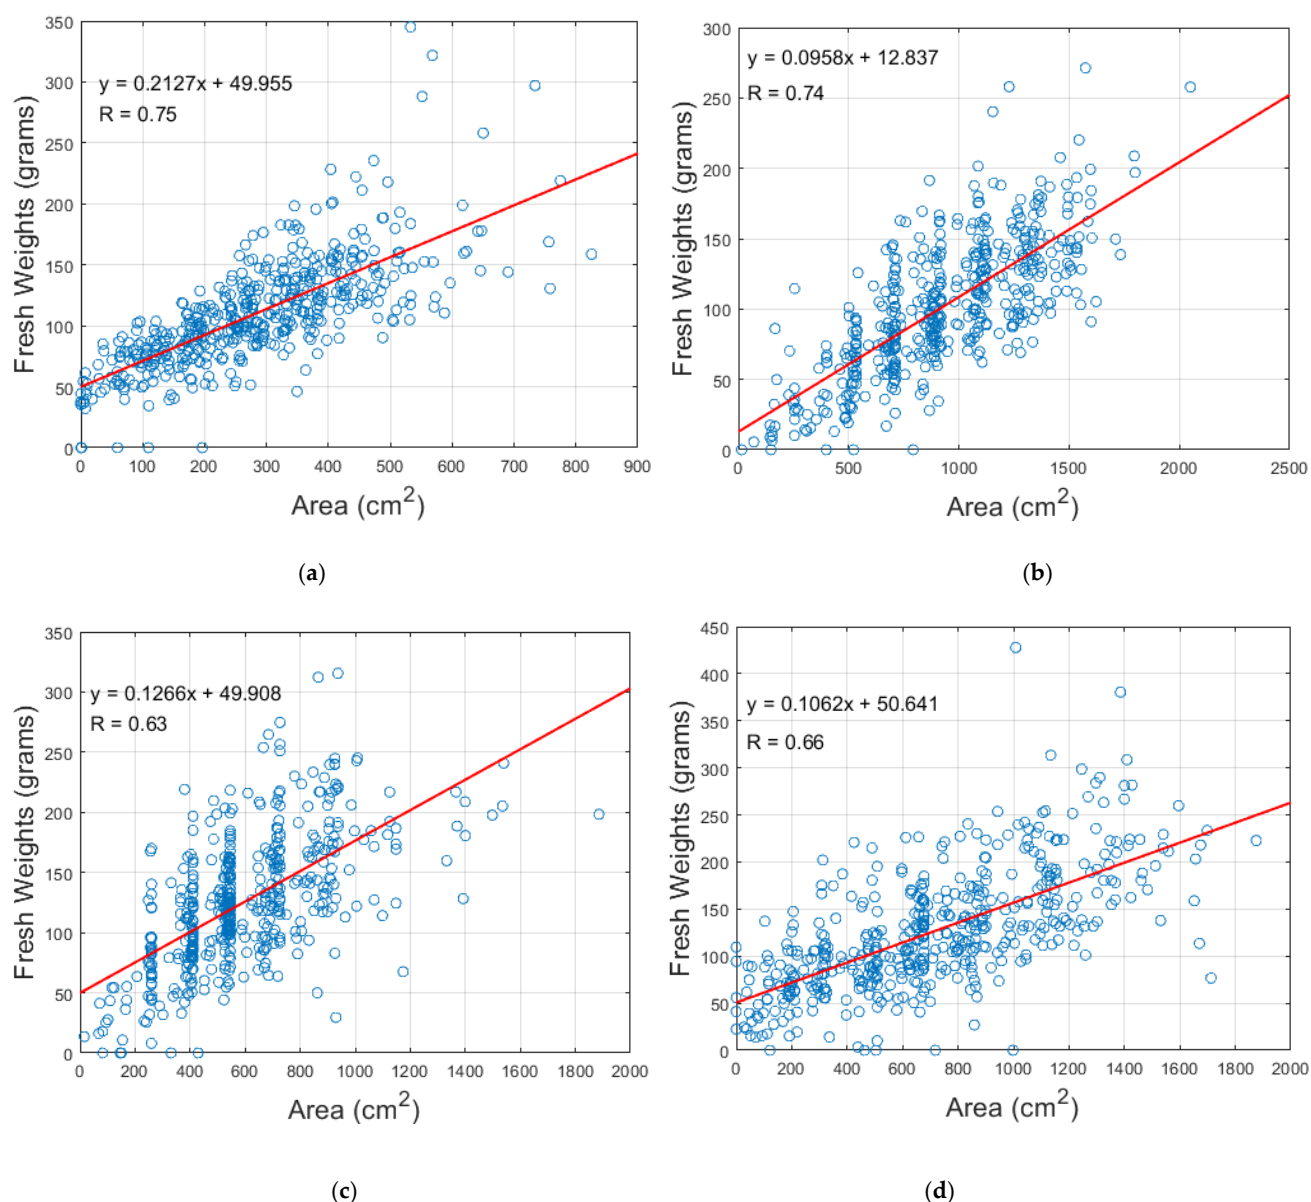 350
300
250
200
150
100
50
0
Fresh Weights (grams)
y = 0.2127x + 49.955
R = 0.75
0 100 200 300 400 500 600 700 800 900
Area (cm²)
(a)
300
250
200
150
100
50
0
Fresh Weights (grams)
y = 0.0958x + 12.837
R = 0.74
0 500 1000 1500 2000 2500
Area (cm²)
(b)
350
300
250
200
150
100
50
0
Fresh Weights (grams)
y = 0.1266x + 49.908
R = 0.63
0 200 400 600 800 1000 1200 1400 1600 1800 2000
Area (cm²)
(c)
450
400
350
300
250
200
150
100
50
0
Fresh Weights (grams)
y = 0.1062x + 50.641
R = 0.66
0 200 400 600 800 1000 1200 1400 1600 1800 2000
Area (cm²)
(d)